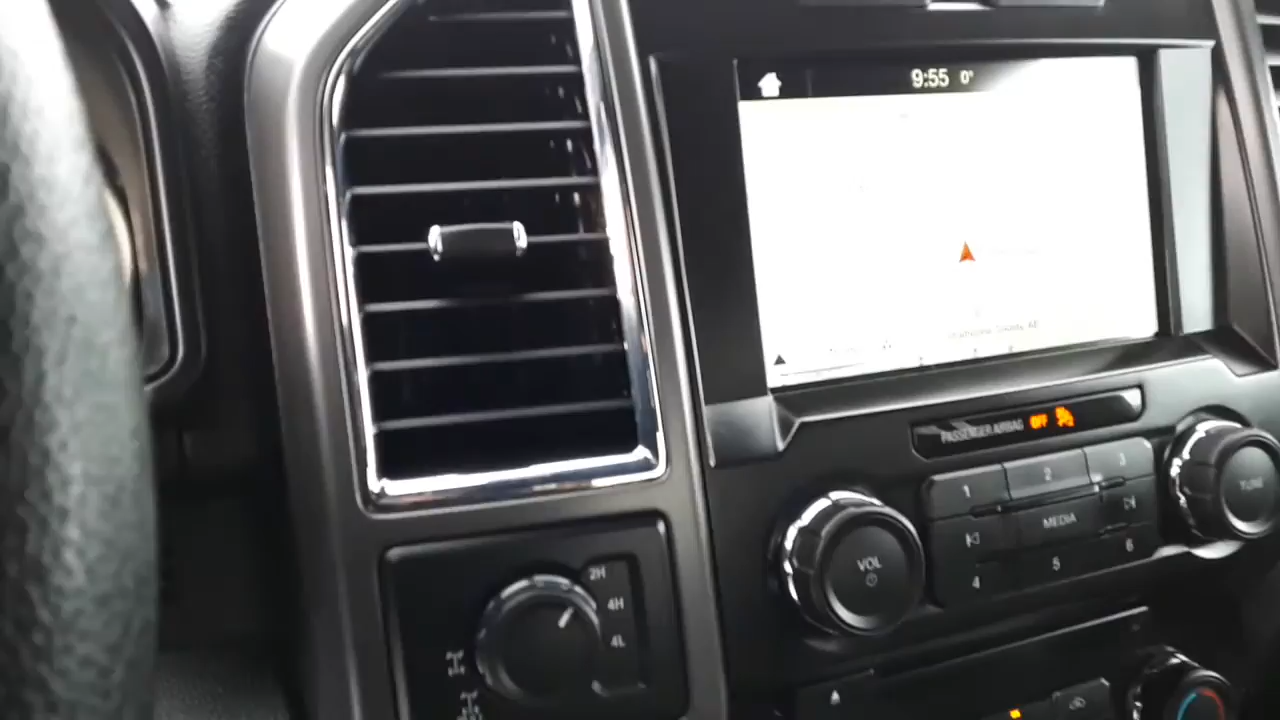 9:55 0°
PASSENGER AIRBAG OFF
1 2 3
MEDIA
4 5 6
VOL
TUNE
2H
4H
4L